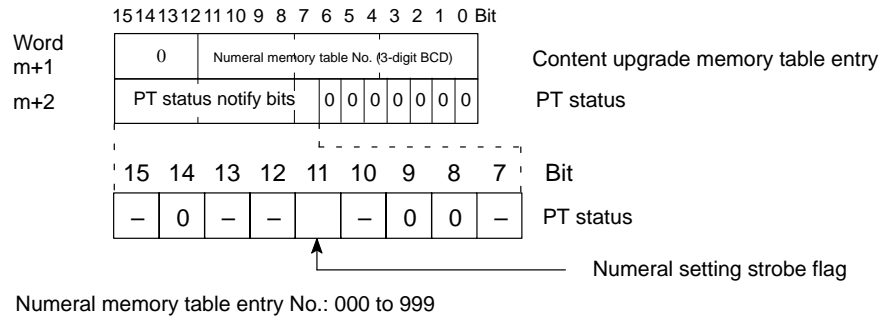 15 14 13 12 11 10 9 8 7 6 5 4 3 2 1 0 Bit
Word
m+1
0 Numeral memory table No. (3-digit BCD) Content upgrade memory table entry
m+2 PT status notify bits 0 0 0 0 0 0 0 PT status
15 14 13 12 11 10 9 8 7 Bit
– 0 – – – 0 0 – PT status
Numeral setting strobe flag
Numeral memory table entry No.: 000 to 999